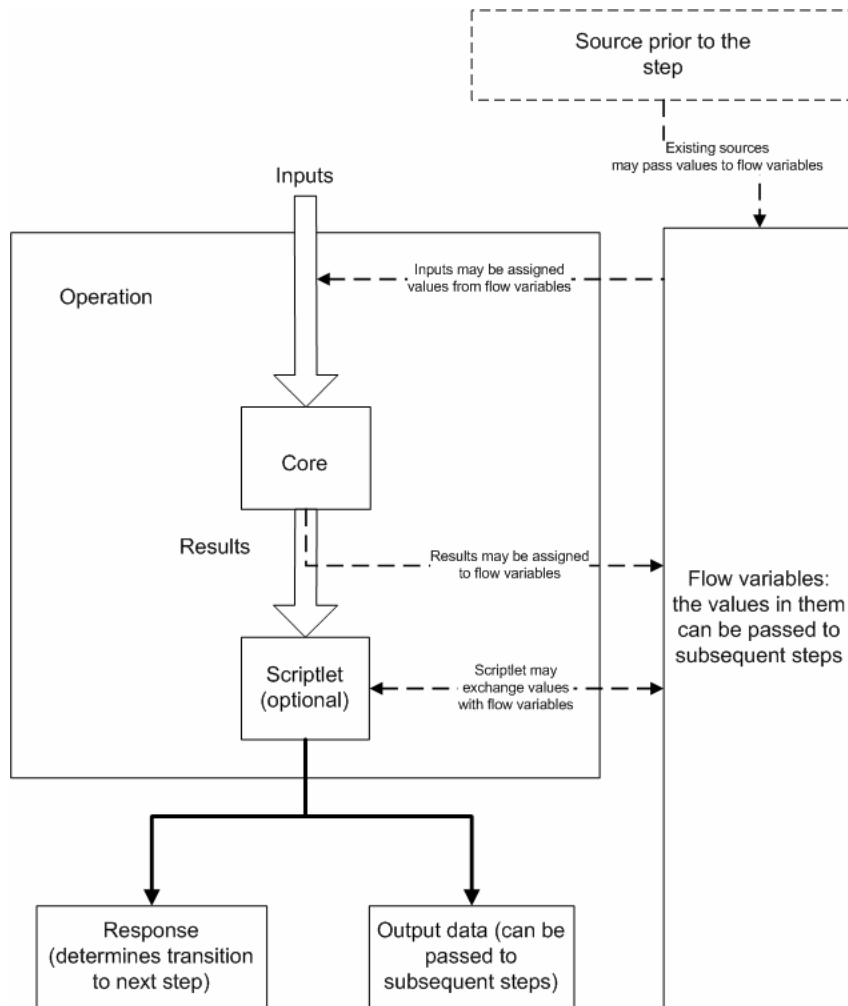 Source prior to the
step
Existing sources
may pass values to flow variables
Inputs
Inputs may be assigned
values from flow variables
Operation
Core
Results
Results may be assigned
to flow variables
Flow variables:
the values in them
can be passed to
subsequent steps
Scriptlet
(optional)
Scriptlet may
exchange values
with flow variables
Response
(determines transition
to next step)
Output data (can be
passed to
subsequent steps)